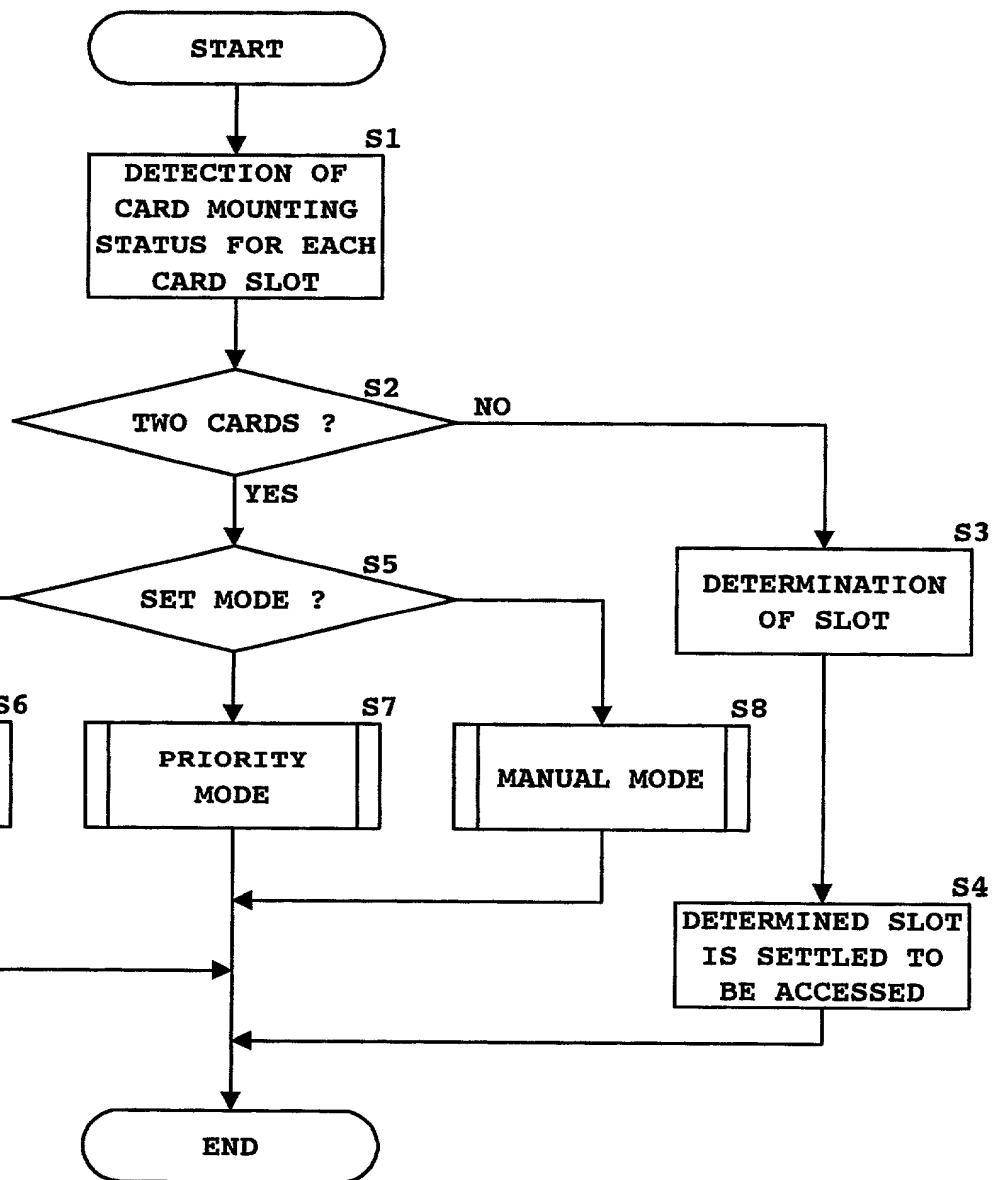 START
S1
DETECTION OF
CARD MOUNTING
STATUS FOR EACH
CARD SLOT
S2
TWO CARDS ?
NO
YES
S3
DETERMINATION
OF SLOT
S5
SET MODE ?
S6
S7
PRIORITY
MODE
S8
MANUAL MODE
S4
DETERMINED SLOT
IS SETTLED TO
BE ACCESSED
END